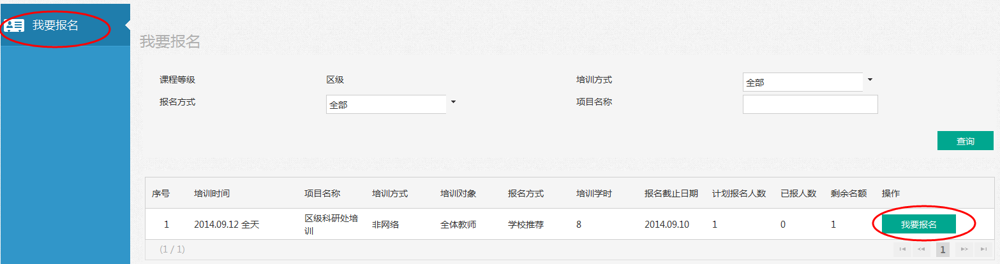 我要报名
我要报名
课程等级 区级 培训方式 全部
报名方式 全部 项目名称
查询
序号 培训时间 项目名称 培训方式 培训对象 报名方式 培训学时 报名截止日期 计划报名人数 已报人数 剩余名额 操作
1 2014.09.12 全天 区级科研处培训 非网络 全体教师 学校推荐 8 2014.09.10 1 0 1 我要报名
(1 / 1) 1